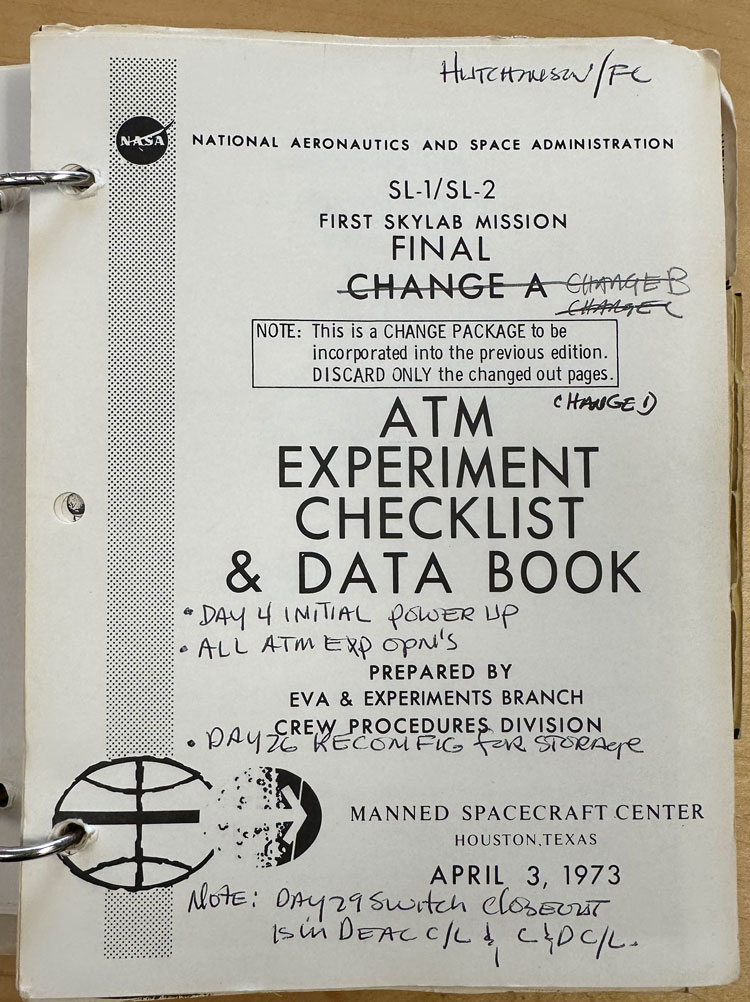 HUTCHINSON/FC
NASA
NATIONAL AERONAUTICS AND SPACE ADMINISTRATION
SL-1/SL-2
FIRST SKYLAB MISSION
FINAL
CHANGE A CHANGE B
CHANGE C
NOTE: This is a CHANGE PACKAGE to be
incorporated into the previous edition.
DISCARD ONLY the changed out pages.
CHANGE D
ATM
EXPERIMENT
CHECKLIST
& DATA BOOK
• DAY 4 INITIAL POWER UP
• ALL ATM EXP OPN'S
PREPARED BY
EVA & EXPERIMENTS BRANCH
CREW PROCEDURES DIVISION
• DAY 26 RECONFIG for STORAGE
MANNED SPACECRAFT CENTER
HOUSTON,TEXAS
APRIL 3, 1973
NOTE: DAY 29 Switch CLOSEOUT
is in DEAC C/L & C&D C/L.